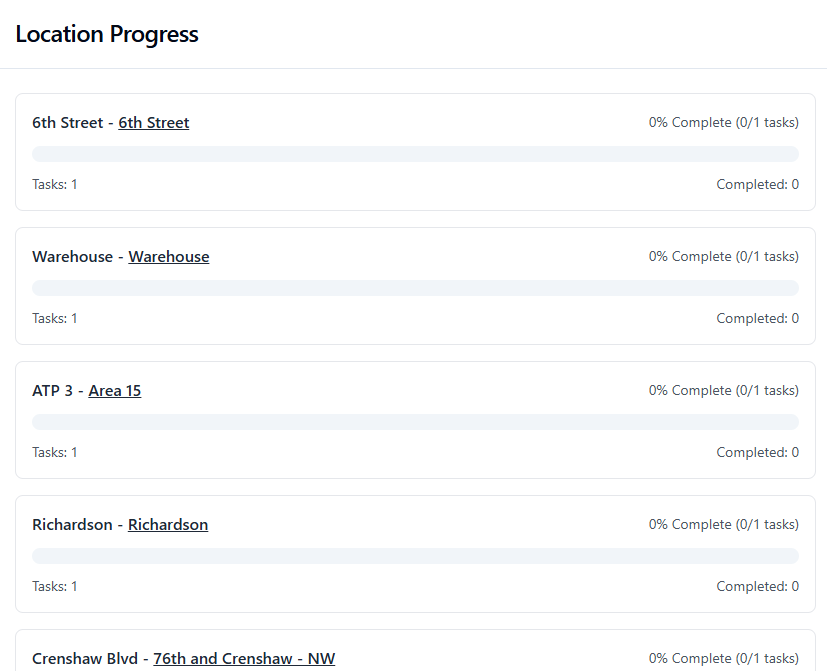 Location Progress
6th Street - 6th Street
0% Complete (0/1 tasks)
Tasks: 1
Completed: 0
Warehouse - Warehouse
0% Complete (0/1 tasks)
Tasks: 1
Completed: 0
ATP 3 - Area 15
0% Complete (0/1 tasks)
Tasks: 1
Completed: 0
Richardson - Richardson
0% Complete (0/1 tasks)
Tasks: 1
Completed: 0
Crenshaw Blvd - 76th and Crenshaw - NW
0% Complete (0/1 tasks)